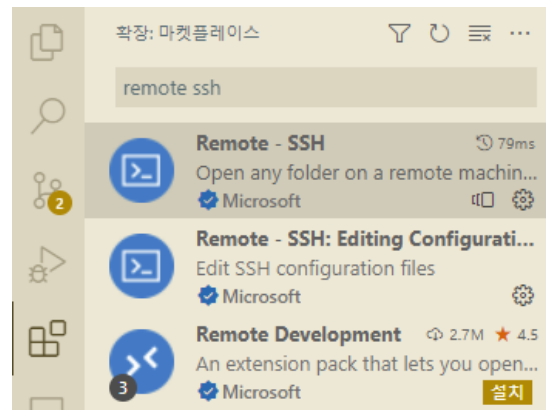 확장: 마켓플레이스
remote ssh
Remote - SSH
79ms
Open any folder on a remote machin...
Microsoft
2
Remote - SSH: Editing Configurati...
Edit SSH configuration files
Microsoft
Remote Development
2.7M ★ 4.5
An extension pack that lets you open...
3
Microsoft
설치